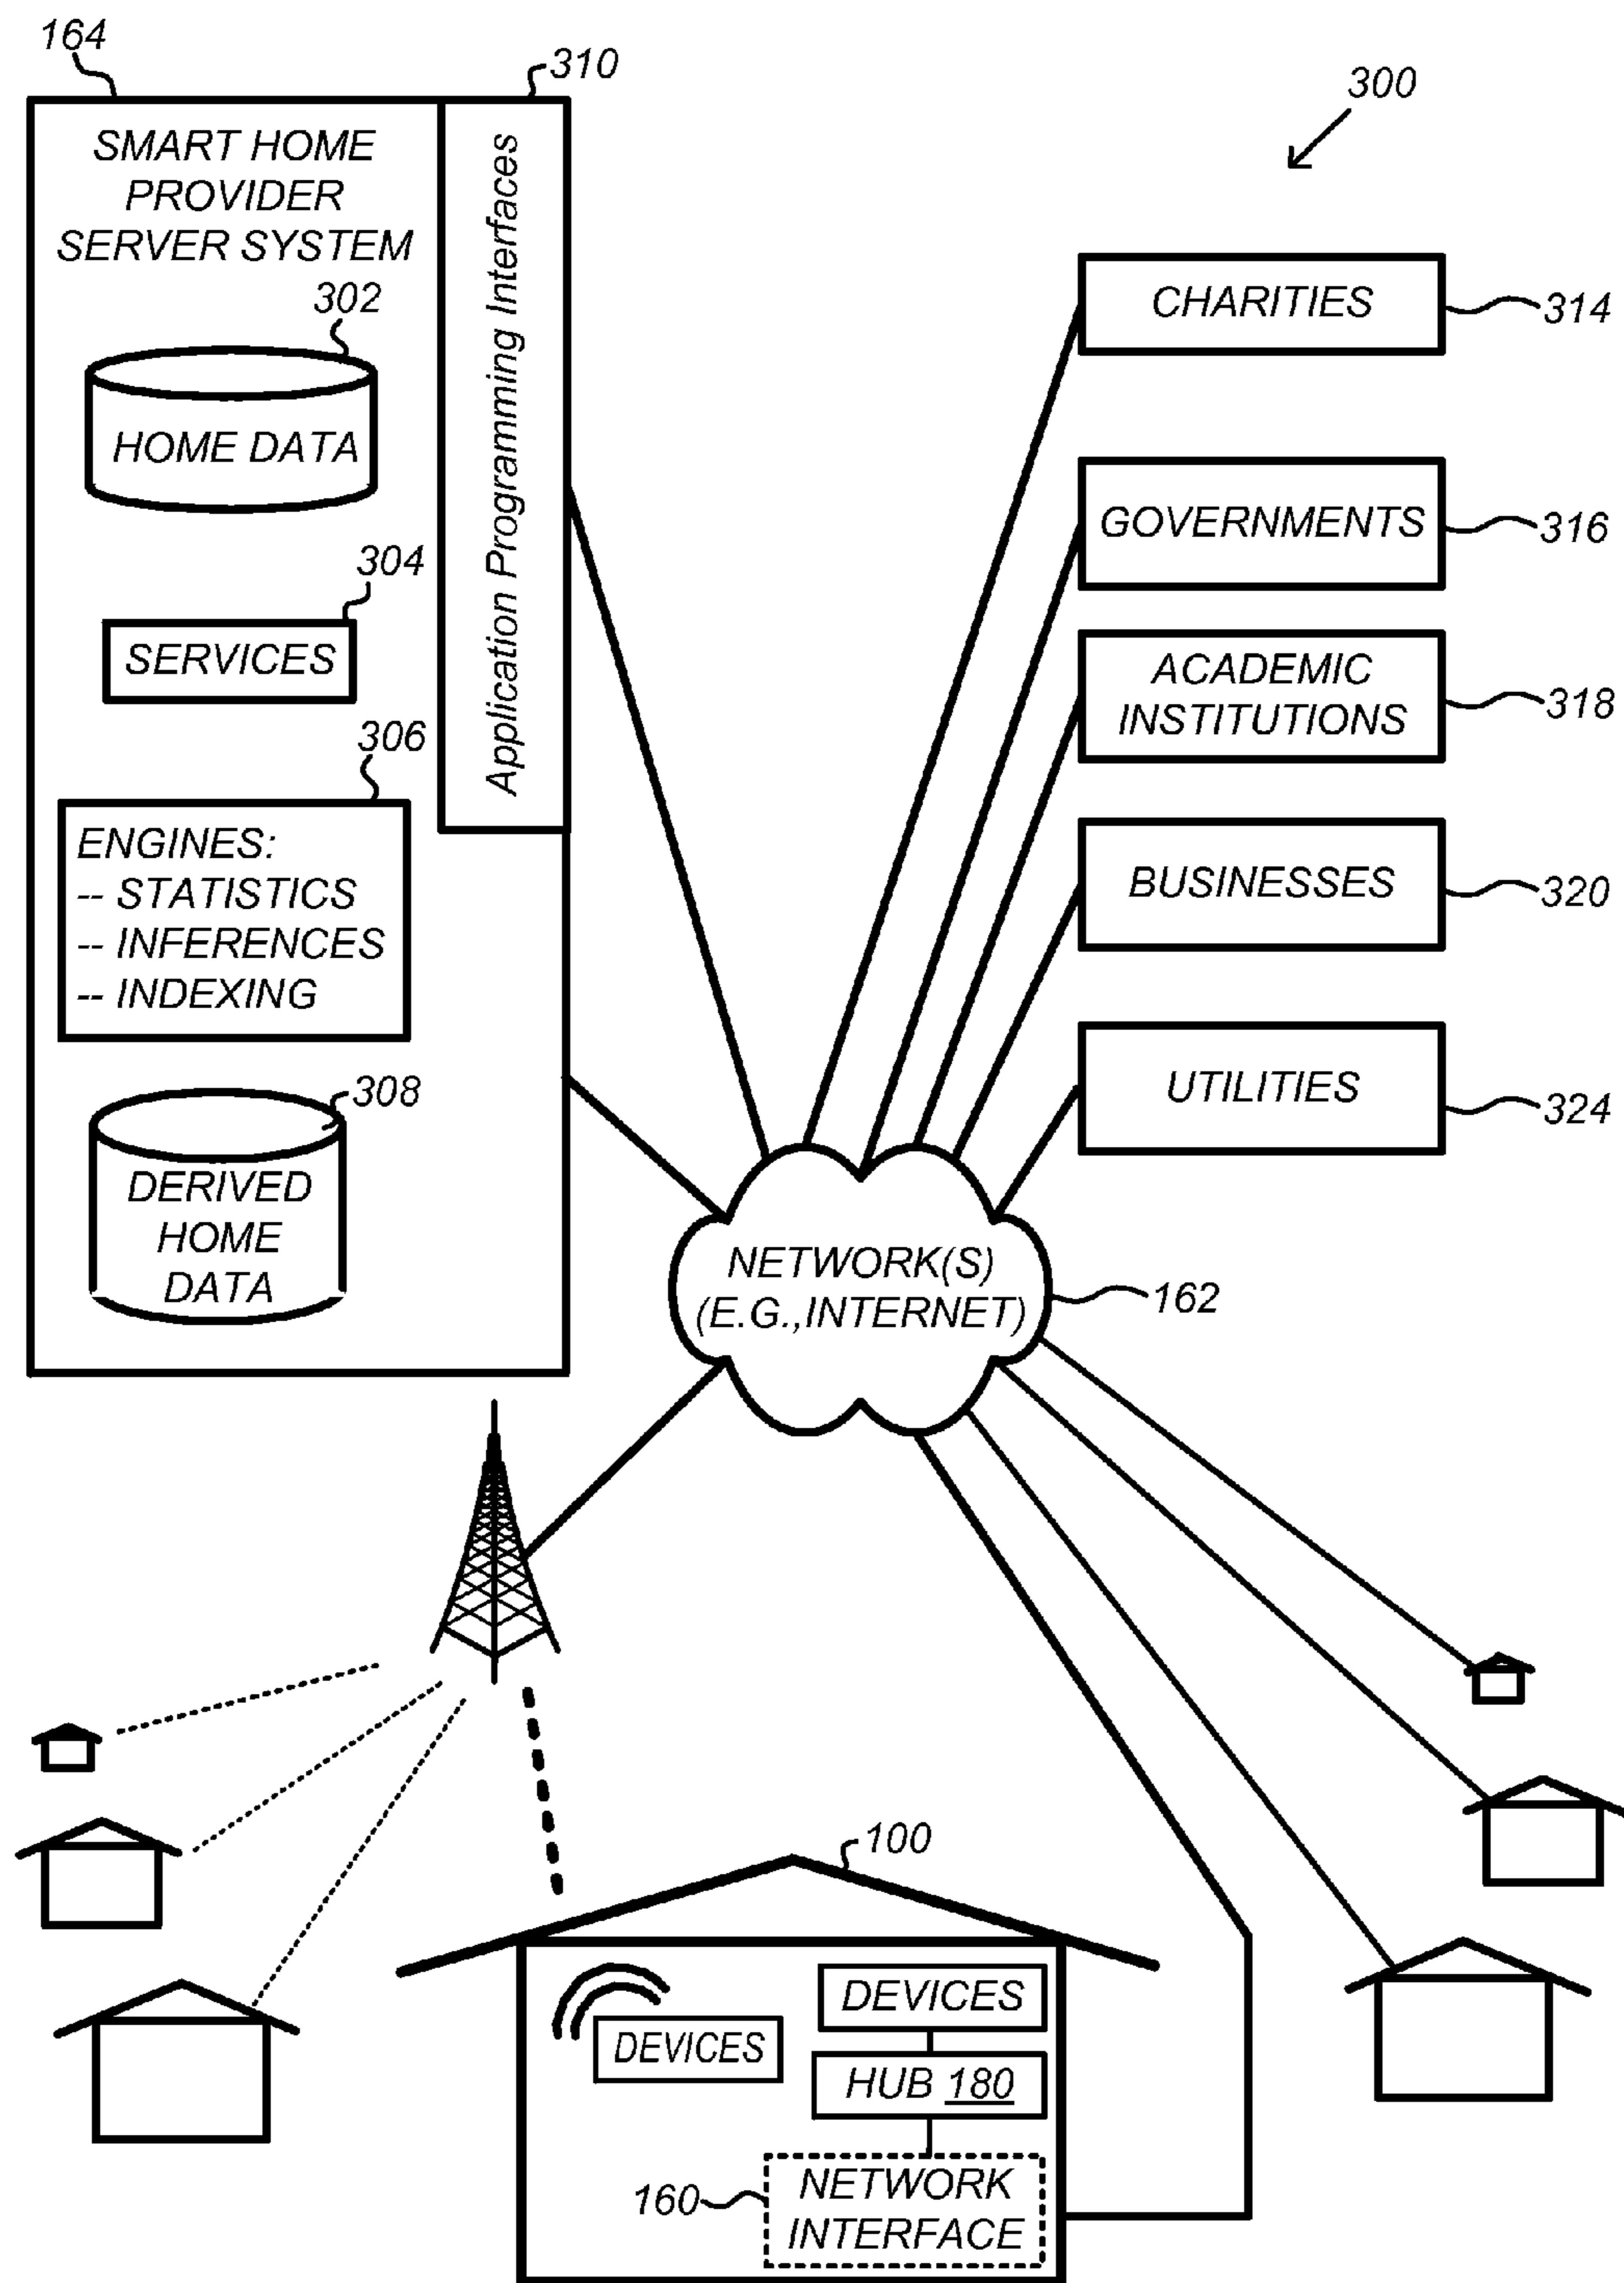 164
310
300
SMART HOME
PROVIDER
SERVER SYSTEM
Application Programming Interfaces
302
HOME DATA
304
SERVICES
306
ENGINES:
-- STATISTICS
-- INFERENCES
-- INDEXING
308
DERIVED
HOME
DATA
CHARITIES
314
GOVERNMENTS
316
ACADEMIC
INSTITUTIONS
318
BUSINESSES
320
UTILITIES
324
NETWORK(S)
(E.G.,INTERNET)
162
100
DEVICES
DEVICES
HUB 180
160
NETWORK
INTERFACE